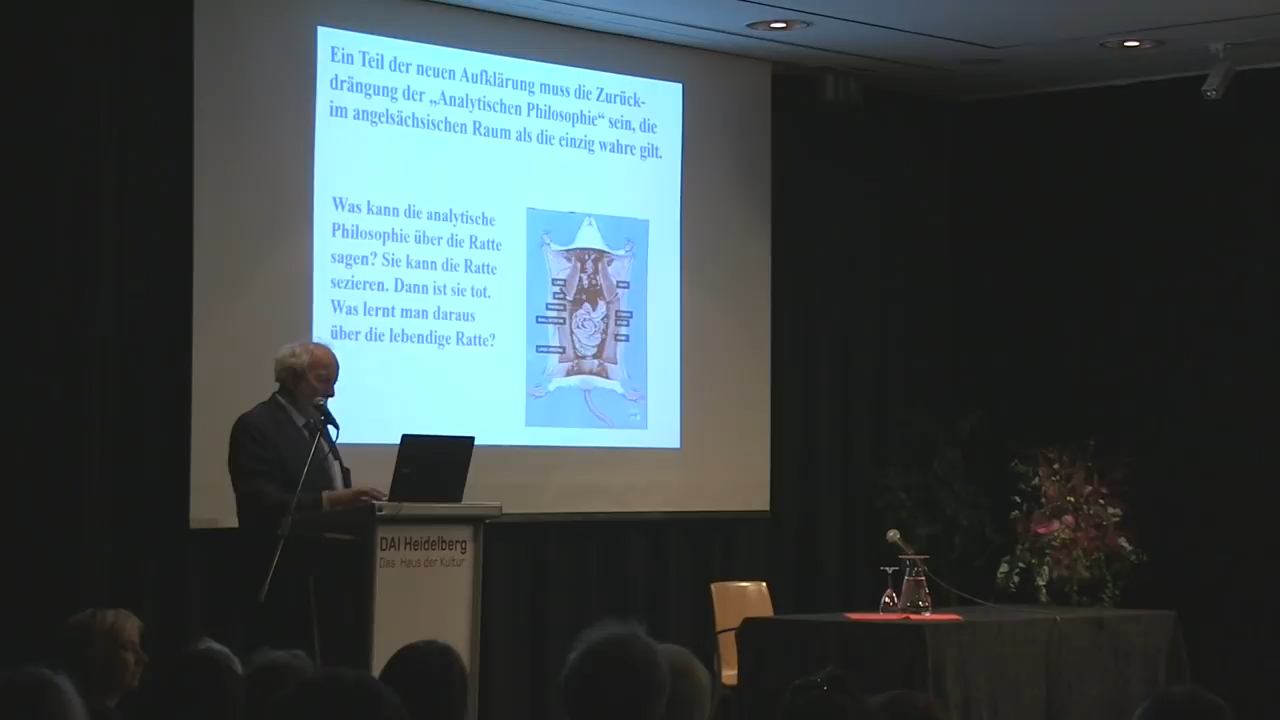 Ein Teil der neuen Aufklärung muss die Zurück-
drängung der „Analytischen Philosophie“ sein, die
im angelsächsischen Raum als die einzig wahre gilt.
Was kann die analytische
Philosophie über die Ratte
sagen? Sie kann die Ratte
sezieren. Dann ist sie tot.
Was lernt man daraus
über die lebendige Ratte?
DAI Heidelberg
Das Haus der Kultur